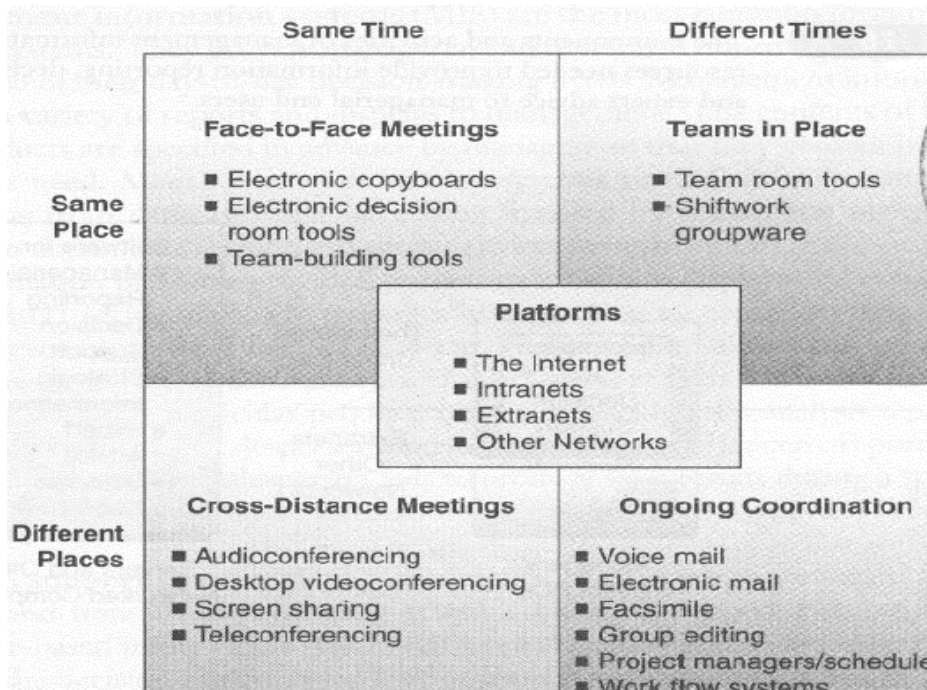 Same Time
Different Times
Face-to-Face Meetings
■ Electronic copyboards
■ Electronic decision
room tools
■ Team-building tools
Teams in Place
■ Team room tools
■ Shiftwork
groupware
Same
Place
Platforms
■ The Internet
■ Intranets
■ Extranets
■ Other Networks
Different
Places
Cross-Distance Meetings
■ Audioconferencing
■ Desktop videoconferencing
■ Screen sharing
■ Teleconferencing
Ongoing Coordination
■ Voice mail
■ Electronic mail
■ Facsimile
■ Group editing
■ Project managers/schedule
■ Work flow systems